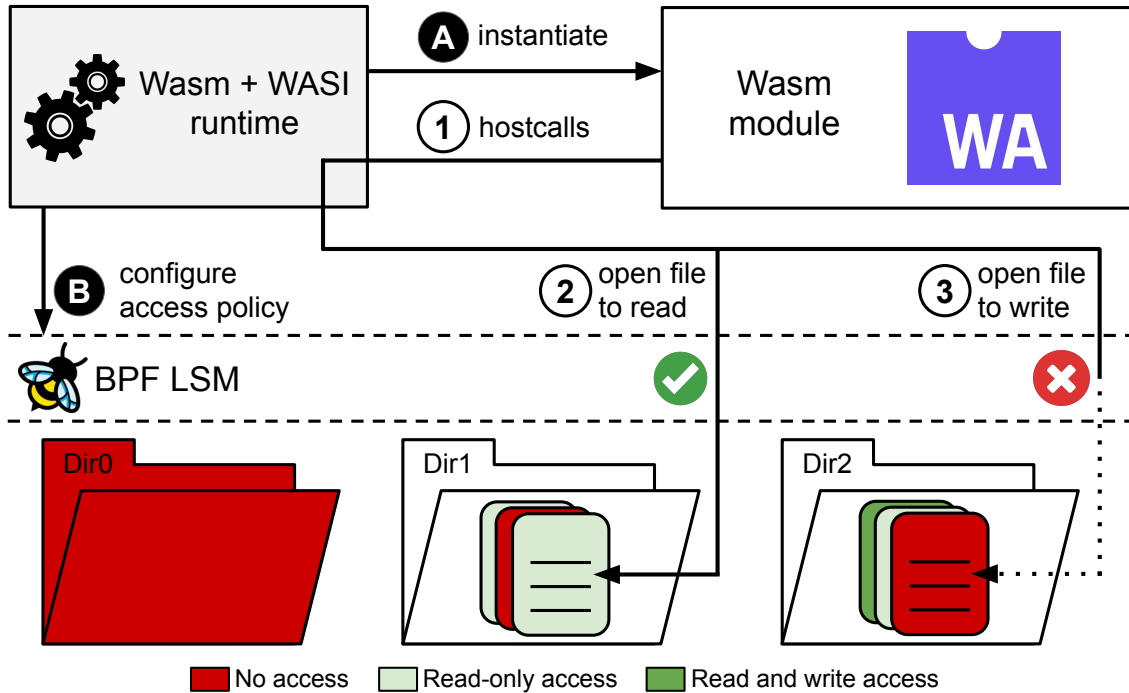 A instantiate
Wasm + WASI
runtime
1 hostcalls
Wasm
module
WA
B configure
access policy
2 open file
to read
3 open file
to write
BPF LSM
Dir0
Dir1
Dir2
No access
Read-only access
Read and write access